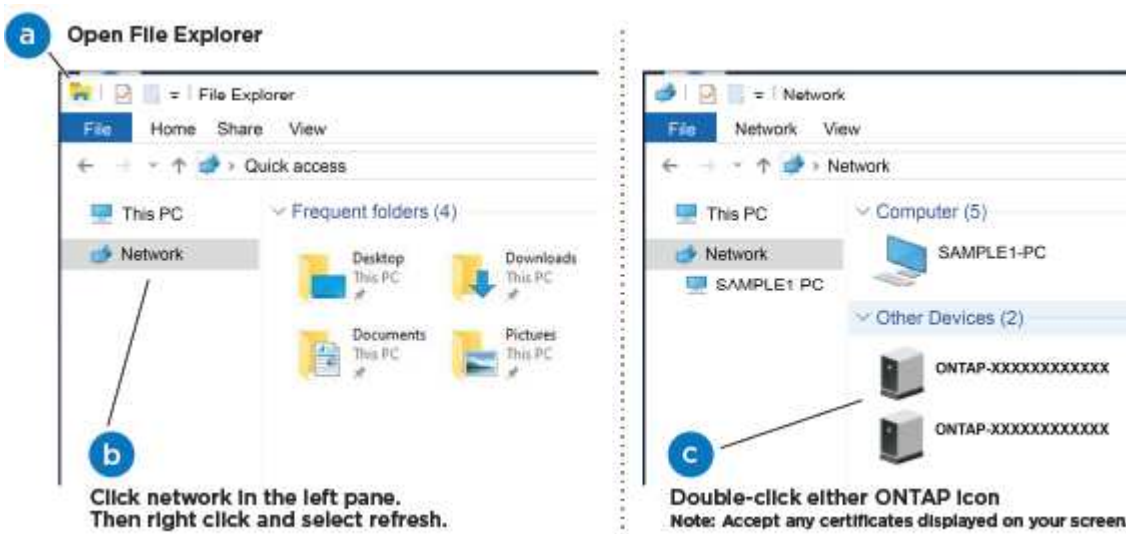 a
Open File Explorer
File Explorer
File Home Share View
Quick access
This PC
Network
Frequent folders (4)
Desktop
This PC
Downloads
This PC
Documents
This PC
Pictures
This PC
b
Click network in the left pane.
Then right click and select refresh.
Network
File Network View
Network
This PC
Network
SAMPLE1 PC
Computer (5)
SAMPLE1-PC
Other Devices (2)
ONTAP-XXXXXXXXXXXX
ONTAP-XXXXXXXXXXXX
c
Double-click either ONTAP icon
Note: Accept any certificates displayed on your screen